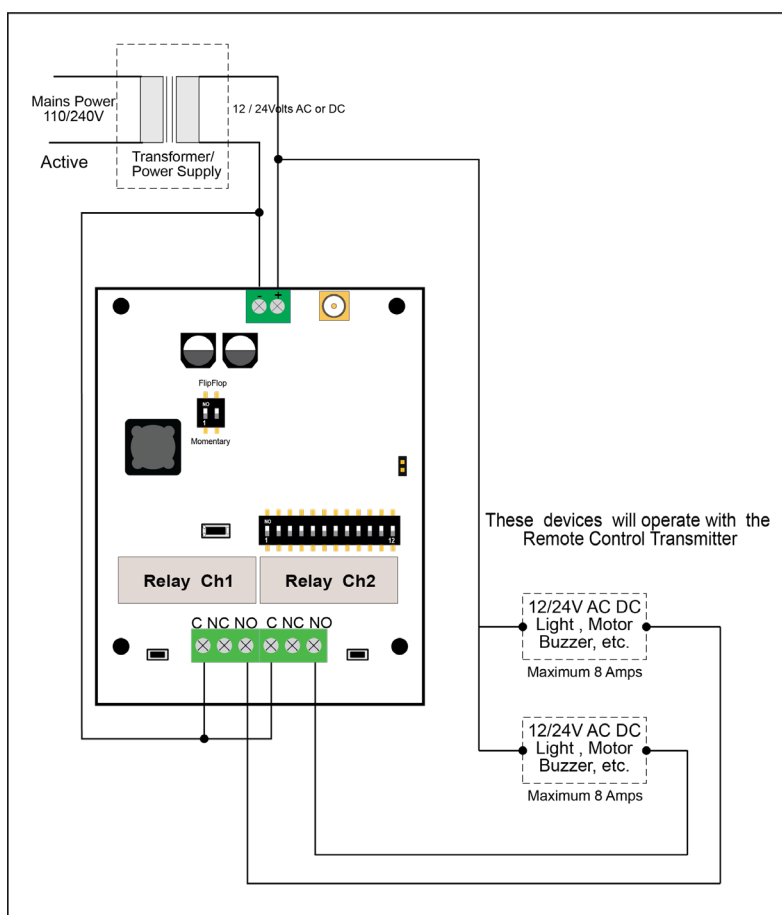 Mains Power
110/240V
Active
Transformer/
Power Supply
12 / 24Volts AC or DC
- +
FlipFlop
NO
1
Momentary
NO
1 12
Relay Ch1
Relay Ch2
C NC NO C NC NO
These devices will operate with the
Remote Control Transmitter
12/24V AC DC
Light , Motor
Buzzer, etc.
Maximum 8 Amps
12/24V AC DC
Light , Motor
Buzzer, etc.
Maximum 8 Amps